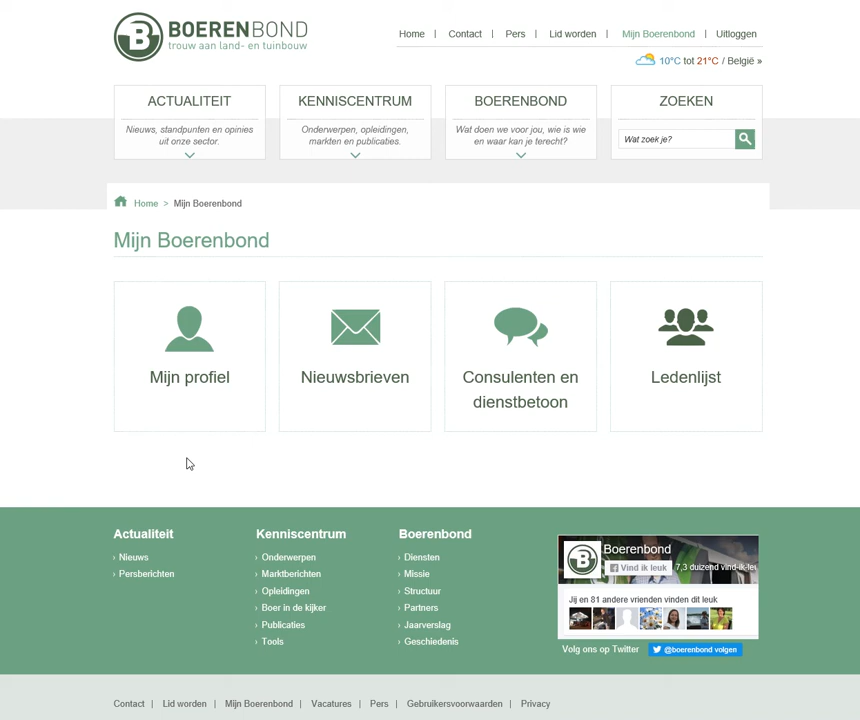 BOERENBOND
trouw aan land- en tuinbouw
Home | Contact | Pers | Lid worden | Mijn Boerenbond | Uitloggen
10°C tot 21°C / België »
ACTUALITEIT
Nieuws, standpunten en opinies
uit onze sector.
KENNISCENTRUM
Onderwerpen, opleidingen,
markten en publicaties.
BOERENBOND
Wat doen we voor jou, wie is wie
en waar kan je terecht?
ZOEKEN
Wat zoek je?
Home > Mijn Boerenbond
Mijn Boerenbond
Mijn profiel
Nieuwsbrieven
Consulenten en
dienstbetoon
Ledenlijst
Actualiteit
› Nieuws
› Persberichten
Kenniscentrum
› Onderwerpen
› Marktberichten
› Opleidingen
› Boer in de kijker
› Publicaties
› Tools
Boerenbond
› Diensten
› Missie
› Structuur
› Partners
› Jaarverslag
› Geschiedenis
Boerenbond
Vind ik leuk 7,3 duizend vind-ik-leu
Jij en 81 andere vrienden vinden dit leuk
Volg ons op Twitter @boerenbond volgen
Contact | Lid worden | Mijn Boerenbond | Vacatures | Pers | Gebruikersvoorwaarden | Privacy